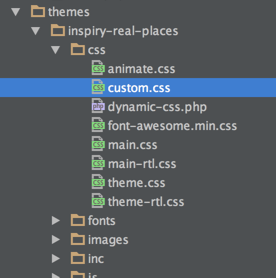 themes
inspiry-real-places
css
animate.css
custom.css
dynamic-css.php
font-awesome.min.css
main.css
main-rtl.css
theme.css
theme-rtl.css
fonts
images
inc
js